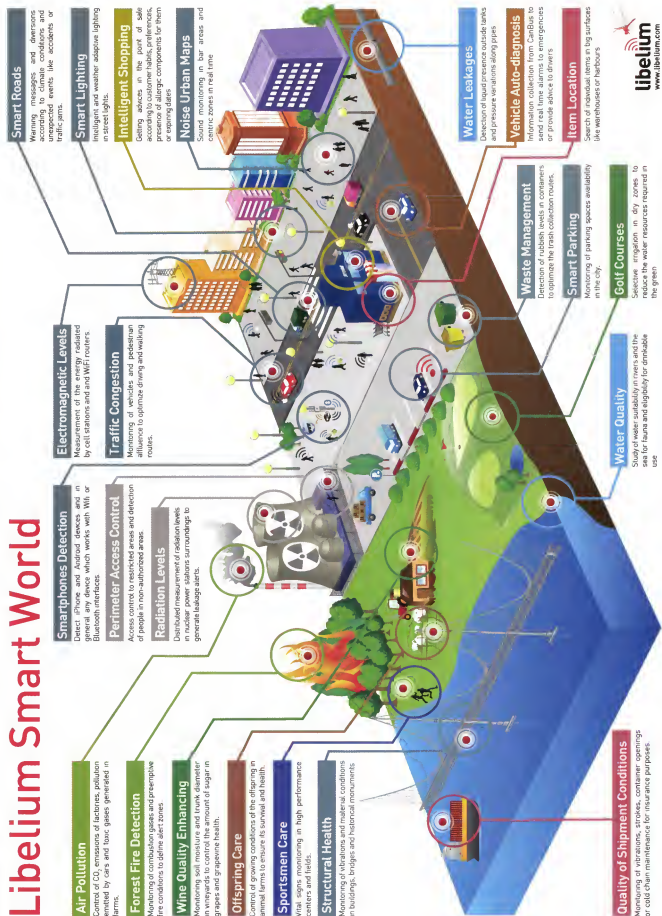 Libelium Smart World
Air Pollution
Control of CO₂ emissions of factories, pollution
emitted by cars and toxic gases generated in
farms.
Forest Fire Detection
Monitoring of combustion gases and preemptive
fire conditions to define alert zones.
Wine Quality Enhancing
Monitoring soil moisture and trunk diameter
in vineyards to control the amount of sugar in
grapes and grapevine health.
Offspring Care
Control of growing conditions of the offspring in
animal farms to ensure its survival and health.
Sportsmen Care
Vital signs monitoring in high performance
centers and fields.
Structural Health
Monitoring of vibrations and material conditions
in buildings, bridges and historical monuments
Quality of Shipment Conditions
Monitoring of vibrations, strokes, container openings
or cold chain maintenance for insurance purposes.
Smartphones Detection
Detect iPhone and Android devices and in
general any device which works with Wifi or
Bluetooth interfaces.
Perimeter Access Control
Access control to restricted areas and detection
of people in non-authorized areas.
Radiation Levels
Distributed measurement of radiation levels
in nuclear power stations surroundings to
generate leakage alerts.
Electromagnetic Levels
Measurement of the energy radiated
by cell stations and and WiFi routers.
Traffic Congestion
Monitoring of vehicles and pedestrian
affluence to optimize driving and walking
routes.
Smart Roads
Warning messages and diversions
according to climate conditions and
unexpected events like accidents and
traffic jams.
Smart Lighting
Intelligent and weather adaptive lighting
in street lights.
Intelligent Shopping
Getting advices in the point of sale
according to customer habits, preferences,
presence of allergic components for them
or expiring dates
Noise Urban Maps
Sound monitoring in bar areas and
centric zones in real time
Water Leakages
Detection of liquid presence outside tanks
and pressure variations along pipes
Vehicle Auto-diagnosis
Information collection from CanBus to
send real time alarms to emergencies
or provide advice to drivers
Item Location
Search of individual items in big surfaces
like warehouses or harbours
Waste Management
Detection of rubbish levels in containers
to optimize the trash collection routes.
Smart Parking
Monitoring of parking spaces availability
in the city.
Golf Courses
Selective irrigation in dry zones to
reduce the water resources required in
the green
Water Quality
Study of water suitability in rivers and the
sea for fauna and eligibility for drinkable
use
libelium
www.libelium.com